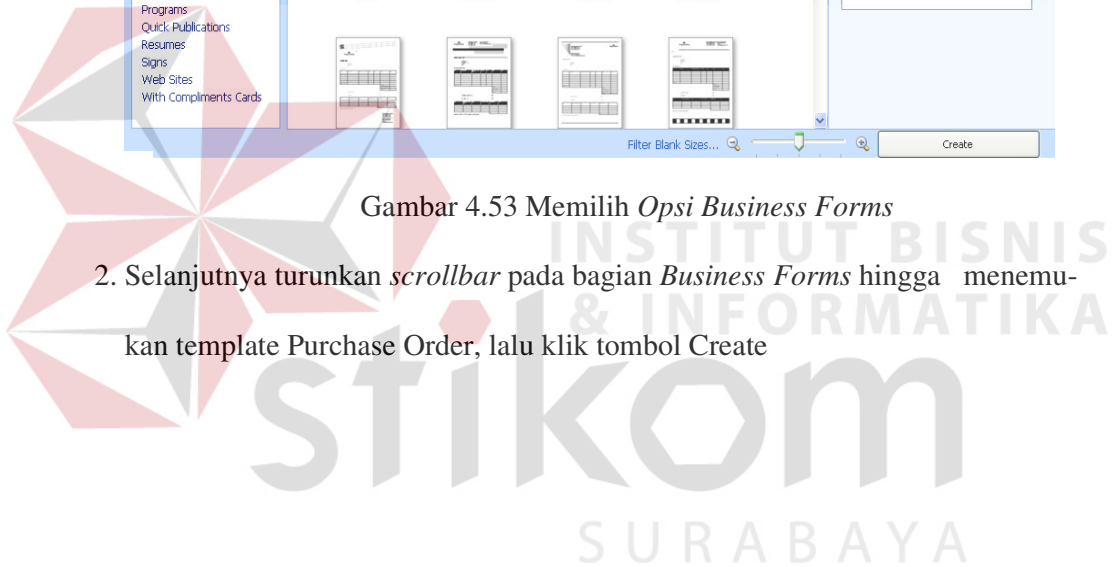 Programs
Quick Publications
Resumes
Signs
Web Sites
With Compliments Cards
Filter Blank Sizes...
Create
Gambar 4.53 Memilih Opsi Business Forms
2. Selanjutnya turunkan scrollbar pada bagian Business Forms hingga menemu-
kan template Purchase Order, lalu klik tombol Create
INSTITUT BISNIS
& INFORMATIKA
stikom
SURABAYA